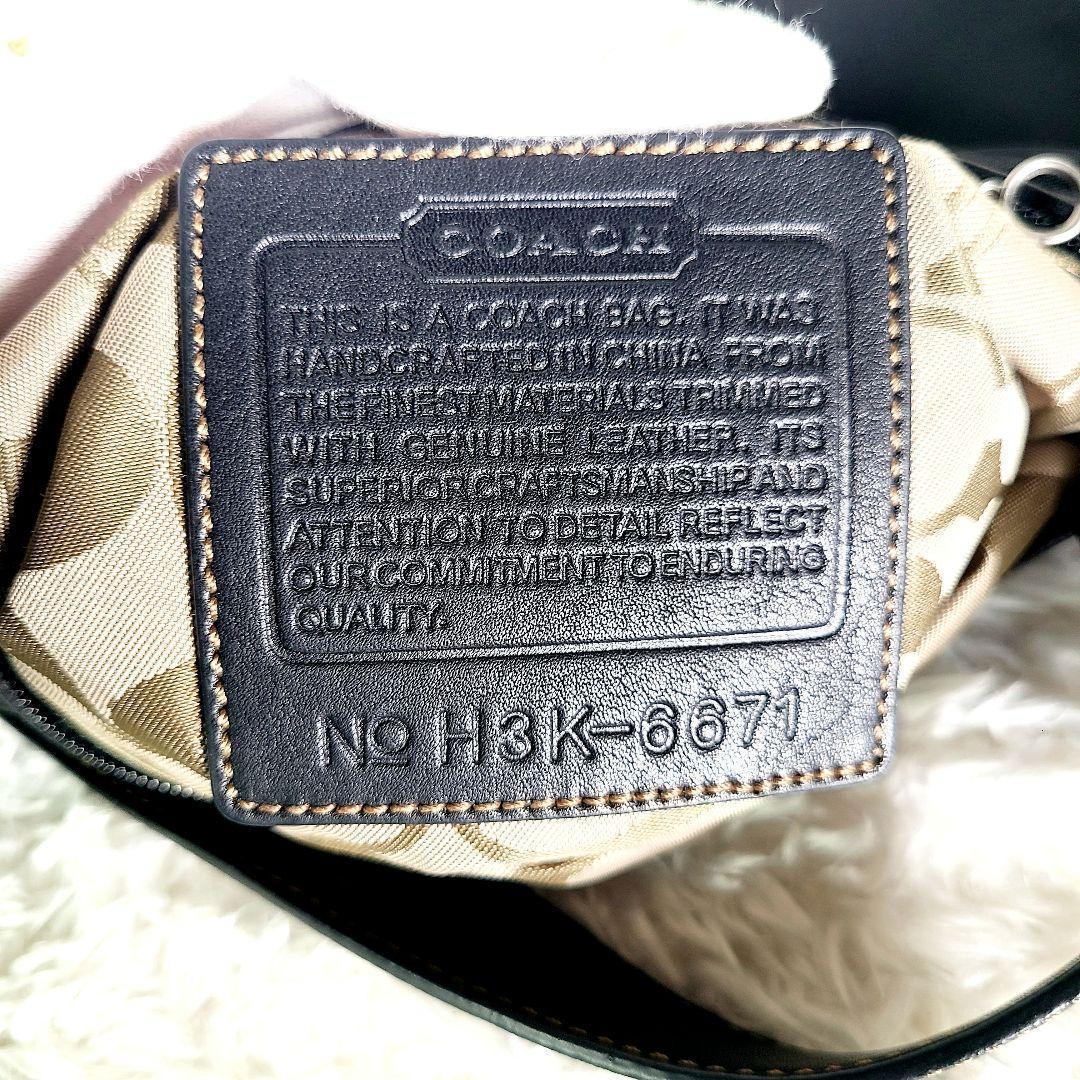 COACH
THIS IS A COACH BAG. IT WAS
HANDCRAFTED IN CHINA FROM
THE FINEST MATERIALS TRIMMED
WITH GENUINE LEATHER. ITS
SUPERIOR CRAFTSMANSHIP AND
ATTENTION TO DETAIL REFLECT
OUR COMMITMENT TO ENDURING
QUALITY.
No H3K-6671